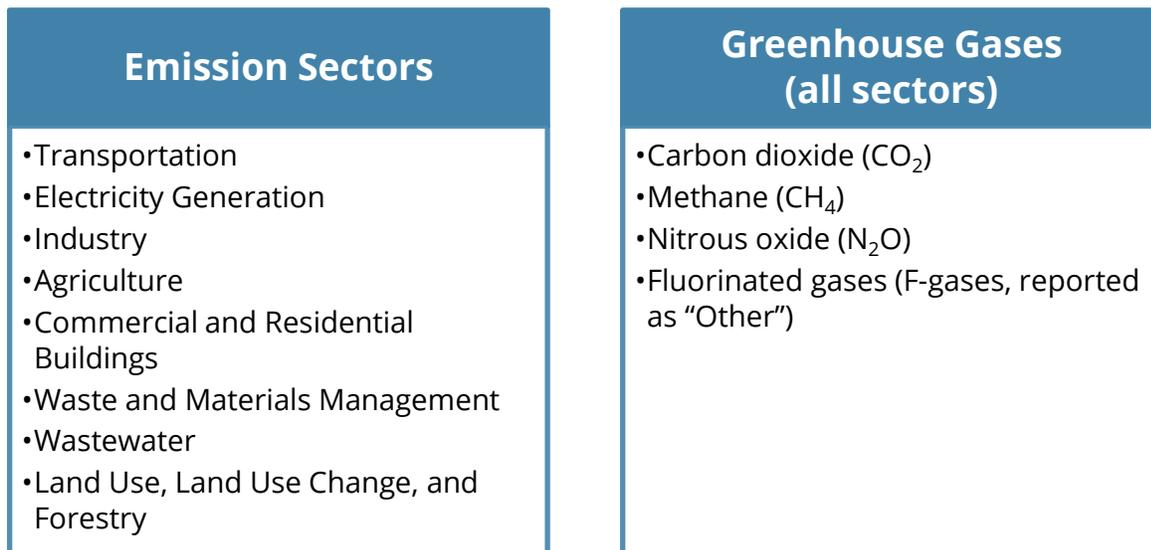 Emission Sectors
•Transportation
•Electricity Generation
•Industry
•Agriculture
•Commercial and Residential
Buildings
•Waste and Materials Management
•Wastewater
•Land Use, Land Use Change, and
Forestry
Greenhouse Gases
(all sectors)
•Carbon dioxide (CO₂)
•Methane (CH₄)
•Nitrous oxide (N₂O)
•Fluorinated gases (F-gases, reported
as “Other”)